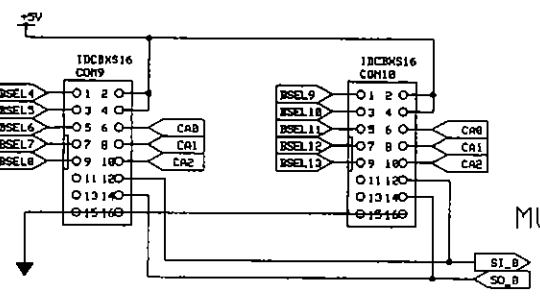 +5V
IDCBXS16
CON9
BSEL4
BSEL5
BSEL6
BSEL7
BSEL8
1 2
3 4
5 6
7 8
9 10
11 12
13 14
15 16
CA0
CA1
CA2
IDCBXS16
CON10
BSEL9
BSEL10
BSEL11
BSEL12
BSEL13
1 2
3 4
5 6
7 8
9 10
11 12
13 14
15 16
CA0
CA1
CA2
SI_B
SO_B